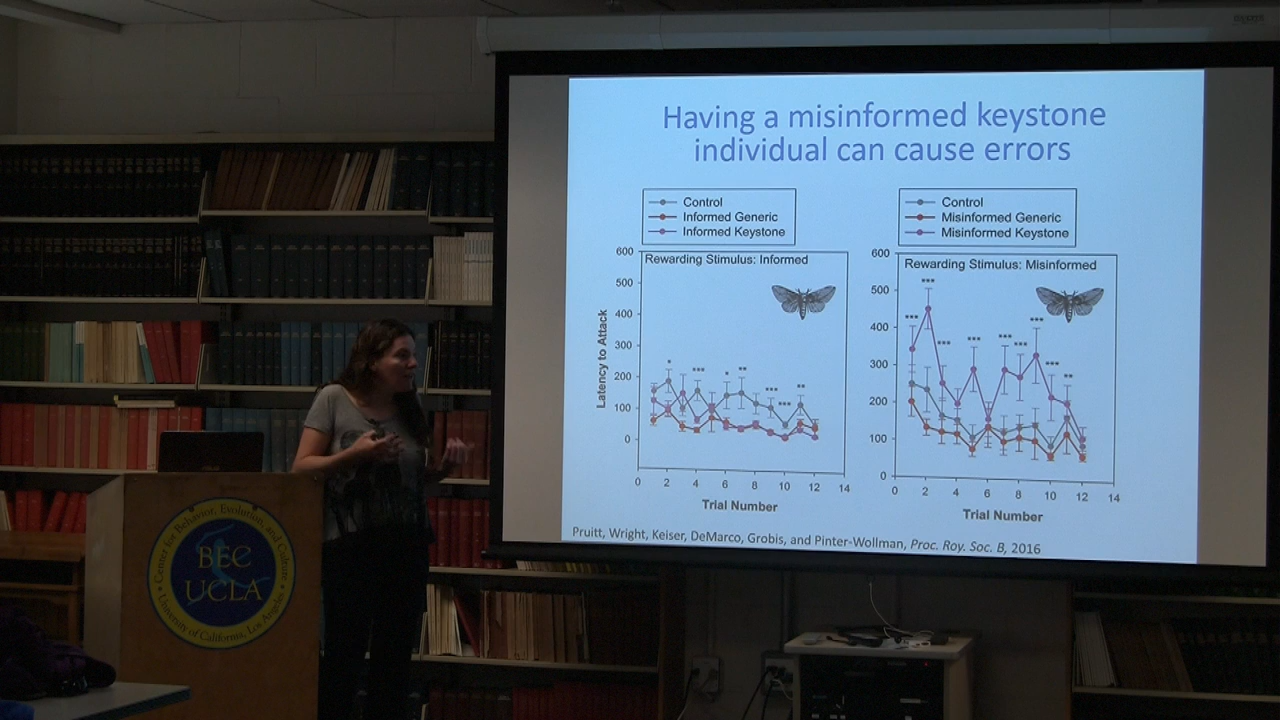 Having a misinformed keystone
individual can cause errors
Control
Informed Generic
Informed Keystone
Rewarding Stimulus: Informed
600
500
400
300
200
100
0
Latency to Attack
*
***
*
**
***
***
**
0 2 4 6 8 10 12 14
Trial Number
Control
Misinformed Generic
Misinformed Keystone
Rewarding Stimulus: Misinformed
600
500
400
300
200
100
0
***
***
***
***
***
***
***
***
**
0 2 4 6 8 10 12 14
Trial Number
Pruitt, Wright, Keiser, DeMarco, Grobis, and Pinter-Wollman, Proc. Roy. Soc. B, 2016
Center for Behavior, Evolution, and Culture
BEC
UCLA
University of California, Los Angeles